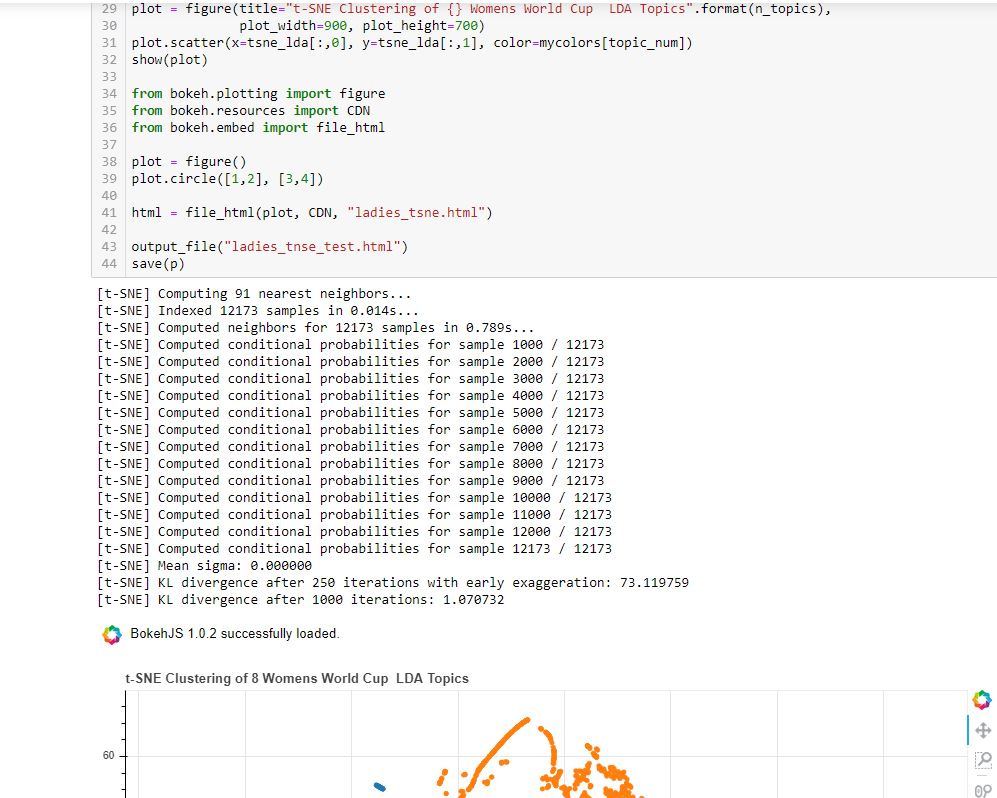 29 plot = figure(title="t-SNE Clustering of {} Womens World Cup  LDA Topics".format(n_topics),
30               plot_width=900, plot_height=700)
31 plot.scatter(x=tsne_lda[:,0], y=tsne_lda[:,1], color=mycolors[topic_num])
32 show(plot)
33
34 from bokeh.plotting import figure
35 from bokeh.resources import CDN
36 from bokeh.embed import file_html
37
38 plot = figure()
39 plot.circle([1,2], [3,4])
40
41 html = file_html(plot, CDN, "ladies_tsne.html")
42
43 output_file("ladies_tnse_test.html")
44 save(p)
[t-SNE] Computing 91 nearest neighbors...
[t-SNE] Indexed 12173 samples in 0.014s...
[t-SNE] Computed neighbors for 12173 samples in 0.789s...
[t-SNE] Computed conditional probabilities for sample 1000 / 12173
[t-SNE] Computed conditional probabilities for sample 2000 / 12173
[t-SNE] Computed conditional probabilities for sample 3000 / 12173
[t-SNE] Computed conditional probabilities for sample 4000 / 12173
[t-SNE] Computed conditional probabilities for sample 5000 / 12173
[t-SNE] Computed conditional probabilities for sample 6000 / 12173
[t-SNE] Computed conditional probabilities for sample 7000 / 12173
[t-SNE] Computed conditional probabilities for sample 8000 / 12173
[t-SNE] Computed conditional probabilities for sample 9000 / 12173
[t-SNE] Computed conditional probabilities for sample 10000 / 12173
[t-SNE] Computed conditional probabilities for sample 11000 / 12173
[t-SNE] Computed conditional probabilities for sample 12000 / 12173
[t-SNE] Computed conditional probabilities for sample 12173 / 12173
[t-SNE] Mean sigma: 0.000000
[t-SNE] KL divergence after 250 iterations with early exaggeration: 73.119759
[t-SNE] KL divergence after 1000 iterations: 1.070732
BokehJS 1.0.2 successfully loaded.
t-SNE Clustering of 8 Womens World Cup  LDA Topics
60